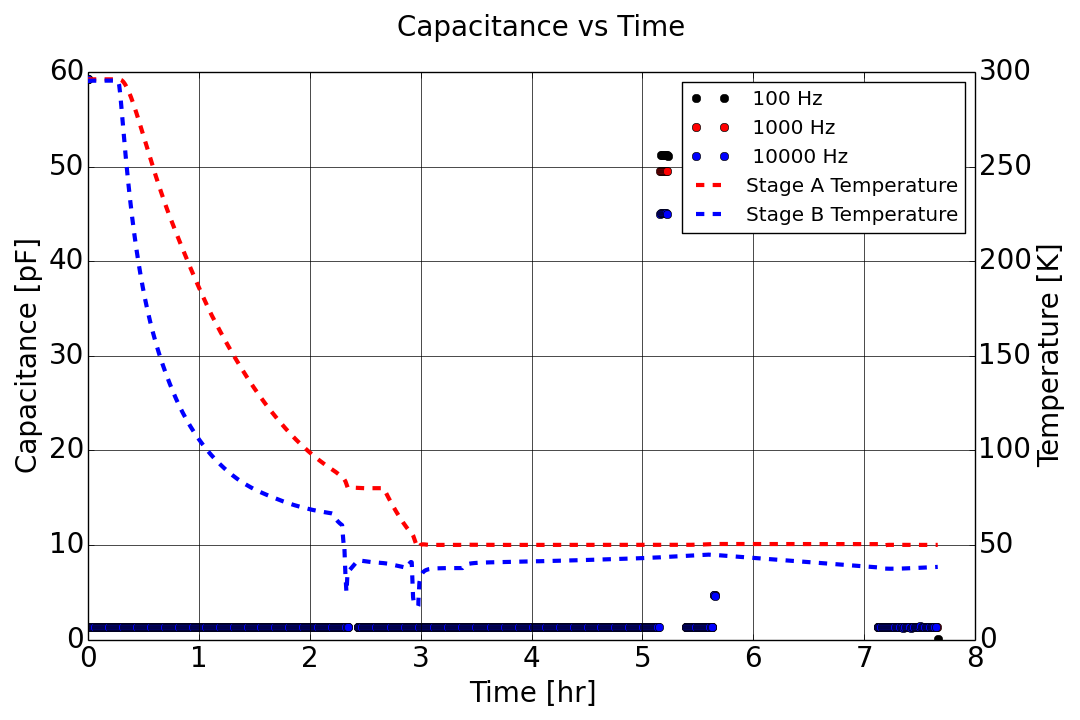 Capacitance vs Time
60
50
40
30
20
10
0
Capacitance [pF]
300
250
200
150
100
50
0
Temperature [K]
100 Hz
1000 Hz
10000 Hz
Stage A Temperature
Stage B Temperature
0 1 2 3 4 5 6 7 8
Time [hr]